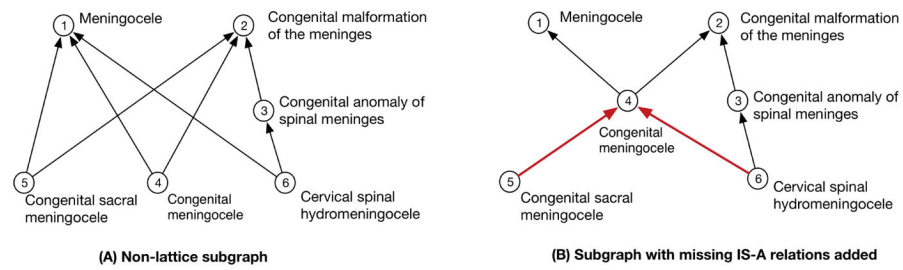 1
Meningocele
2
Congenital malformation
of the meninges
3
Congenital anomaly of
spinal meninges
5
Congenital sacral
meningocele
4
Congenital
meningocele
6
Cervical spinal
hydromeningocele
(A) Non-lattice subgraph
1
Meningocele
2
Congenital malformation
of the meninges
4
Congenital
meningocele
3
Congenital anomaly of
spinal meninges
5
Congenital sacral
meningocele
6
Cervical spinal
hydromeningocele
(B) Subgraph with missing IS-A relations added